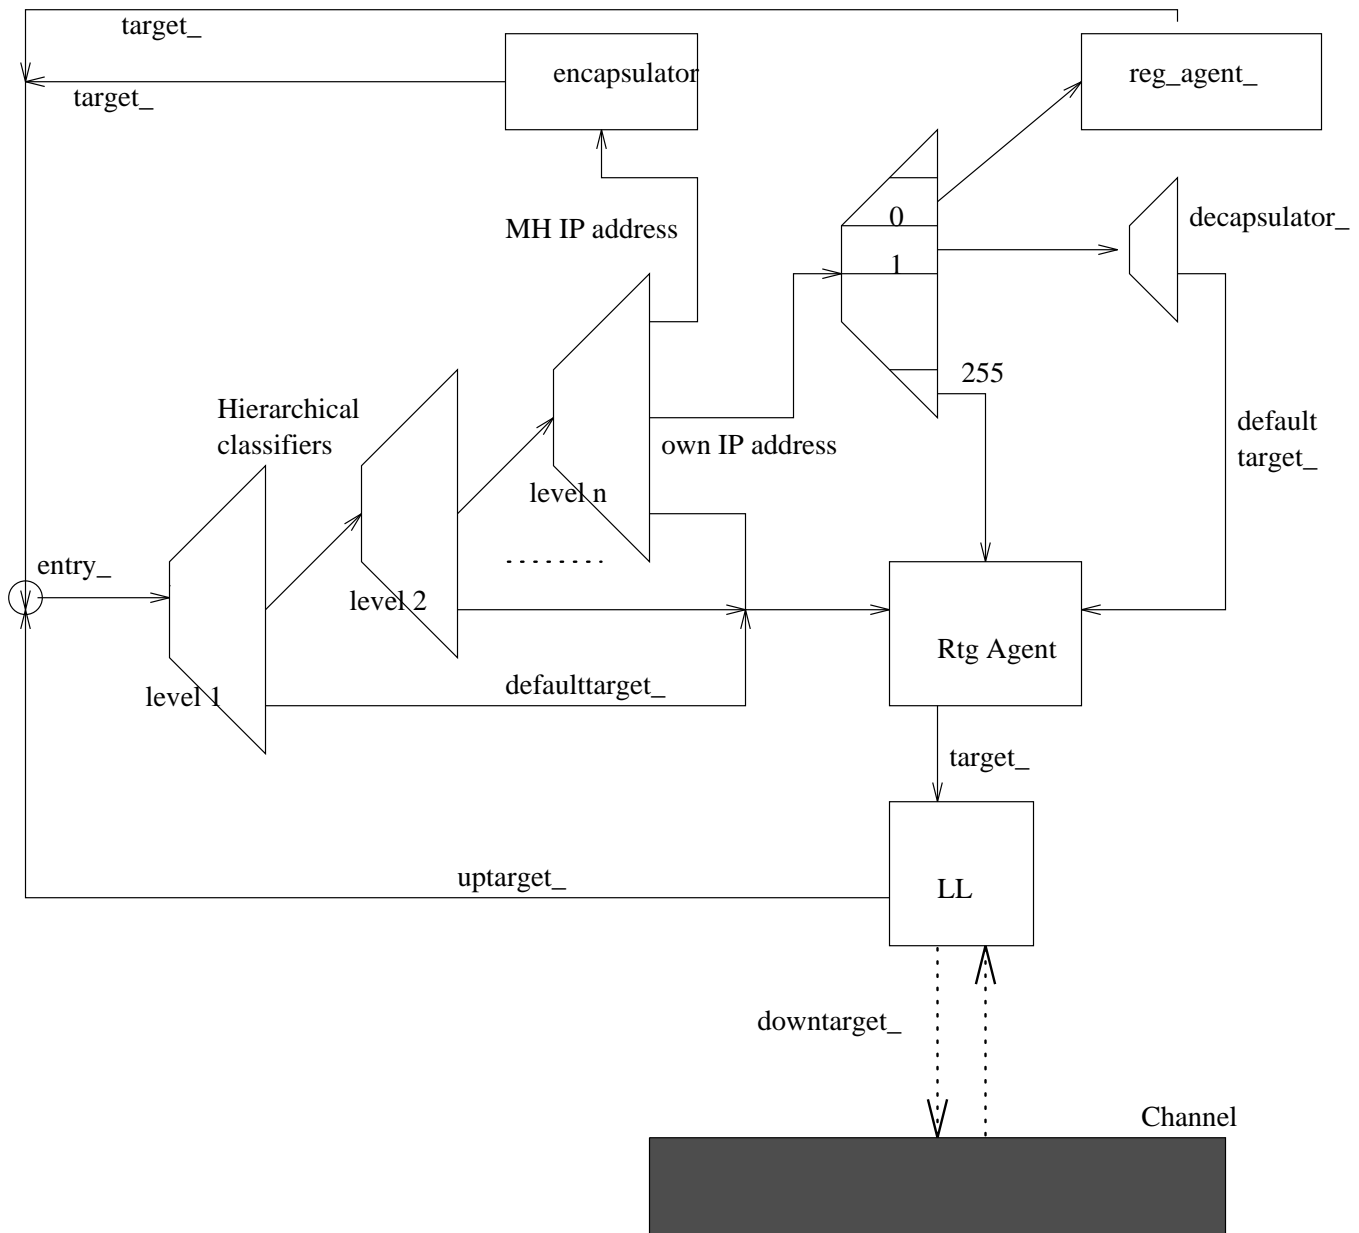 target_
encapsulator
reg_agent_
target_
0
decapsulator_
MH IP address
1
255
Hierarchical
classifiers
own IP address
default
target_
level n
entry_
level 2
Rtg Agent
defaulttarget_
level 1
target_
uptarget_
LL
downtarget_
Channel